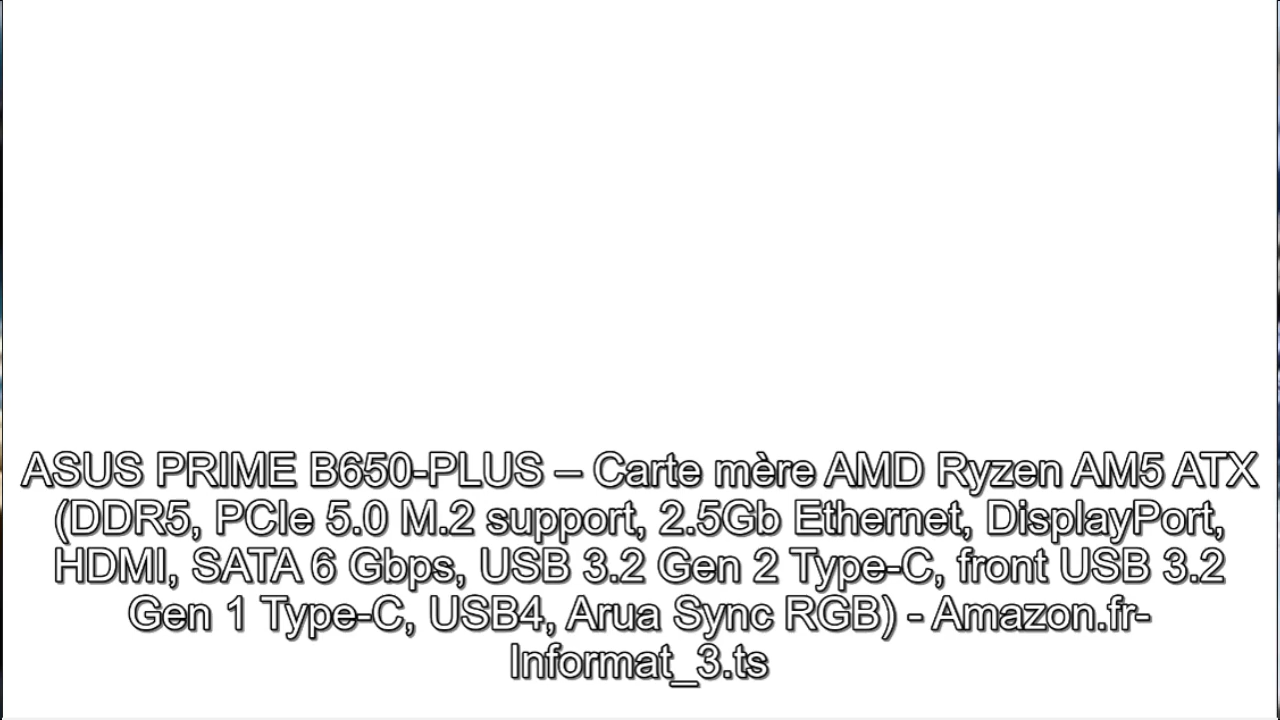 ASUS PRIME B650-PLUS – Carte mère AMD Ryzen AM5 ATX
(DDR5, PCIe 5.0 M.2 support, 2.5Gb Ethernet, DisplayPort,
HDMI, SATA 6 Gbps, USB 3.2 Gen 2 Type-C, front USB 3.2
Gen 1 Type-C, USB4, Arua Sync RGB) - Amazon.fr-
Informat_3.ts